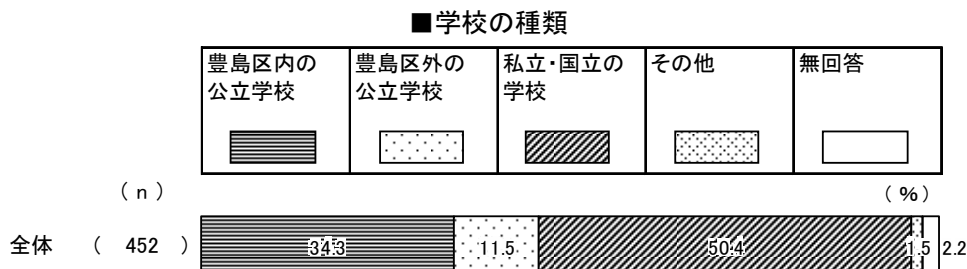 ■学校の種類
豊島区内の公立学校
豊島区外の公立学校
私立・国立の学校
その他
無回答
（ｎ）
（％）
全体 （ 452 ） 34.3 11.5 50.4 1.5 2.2